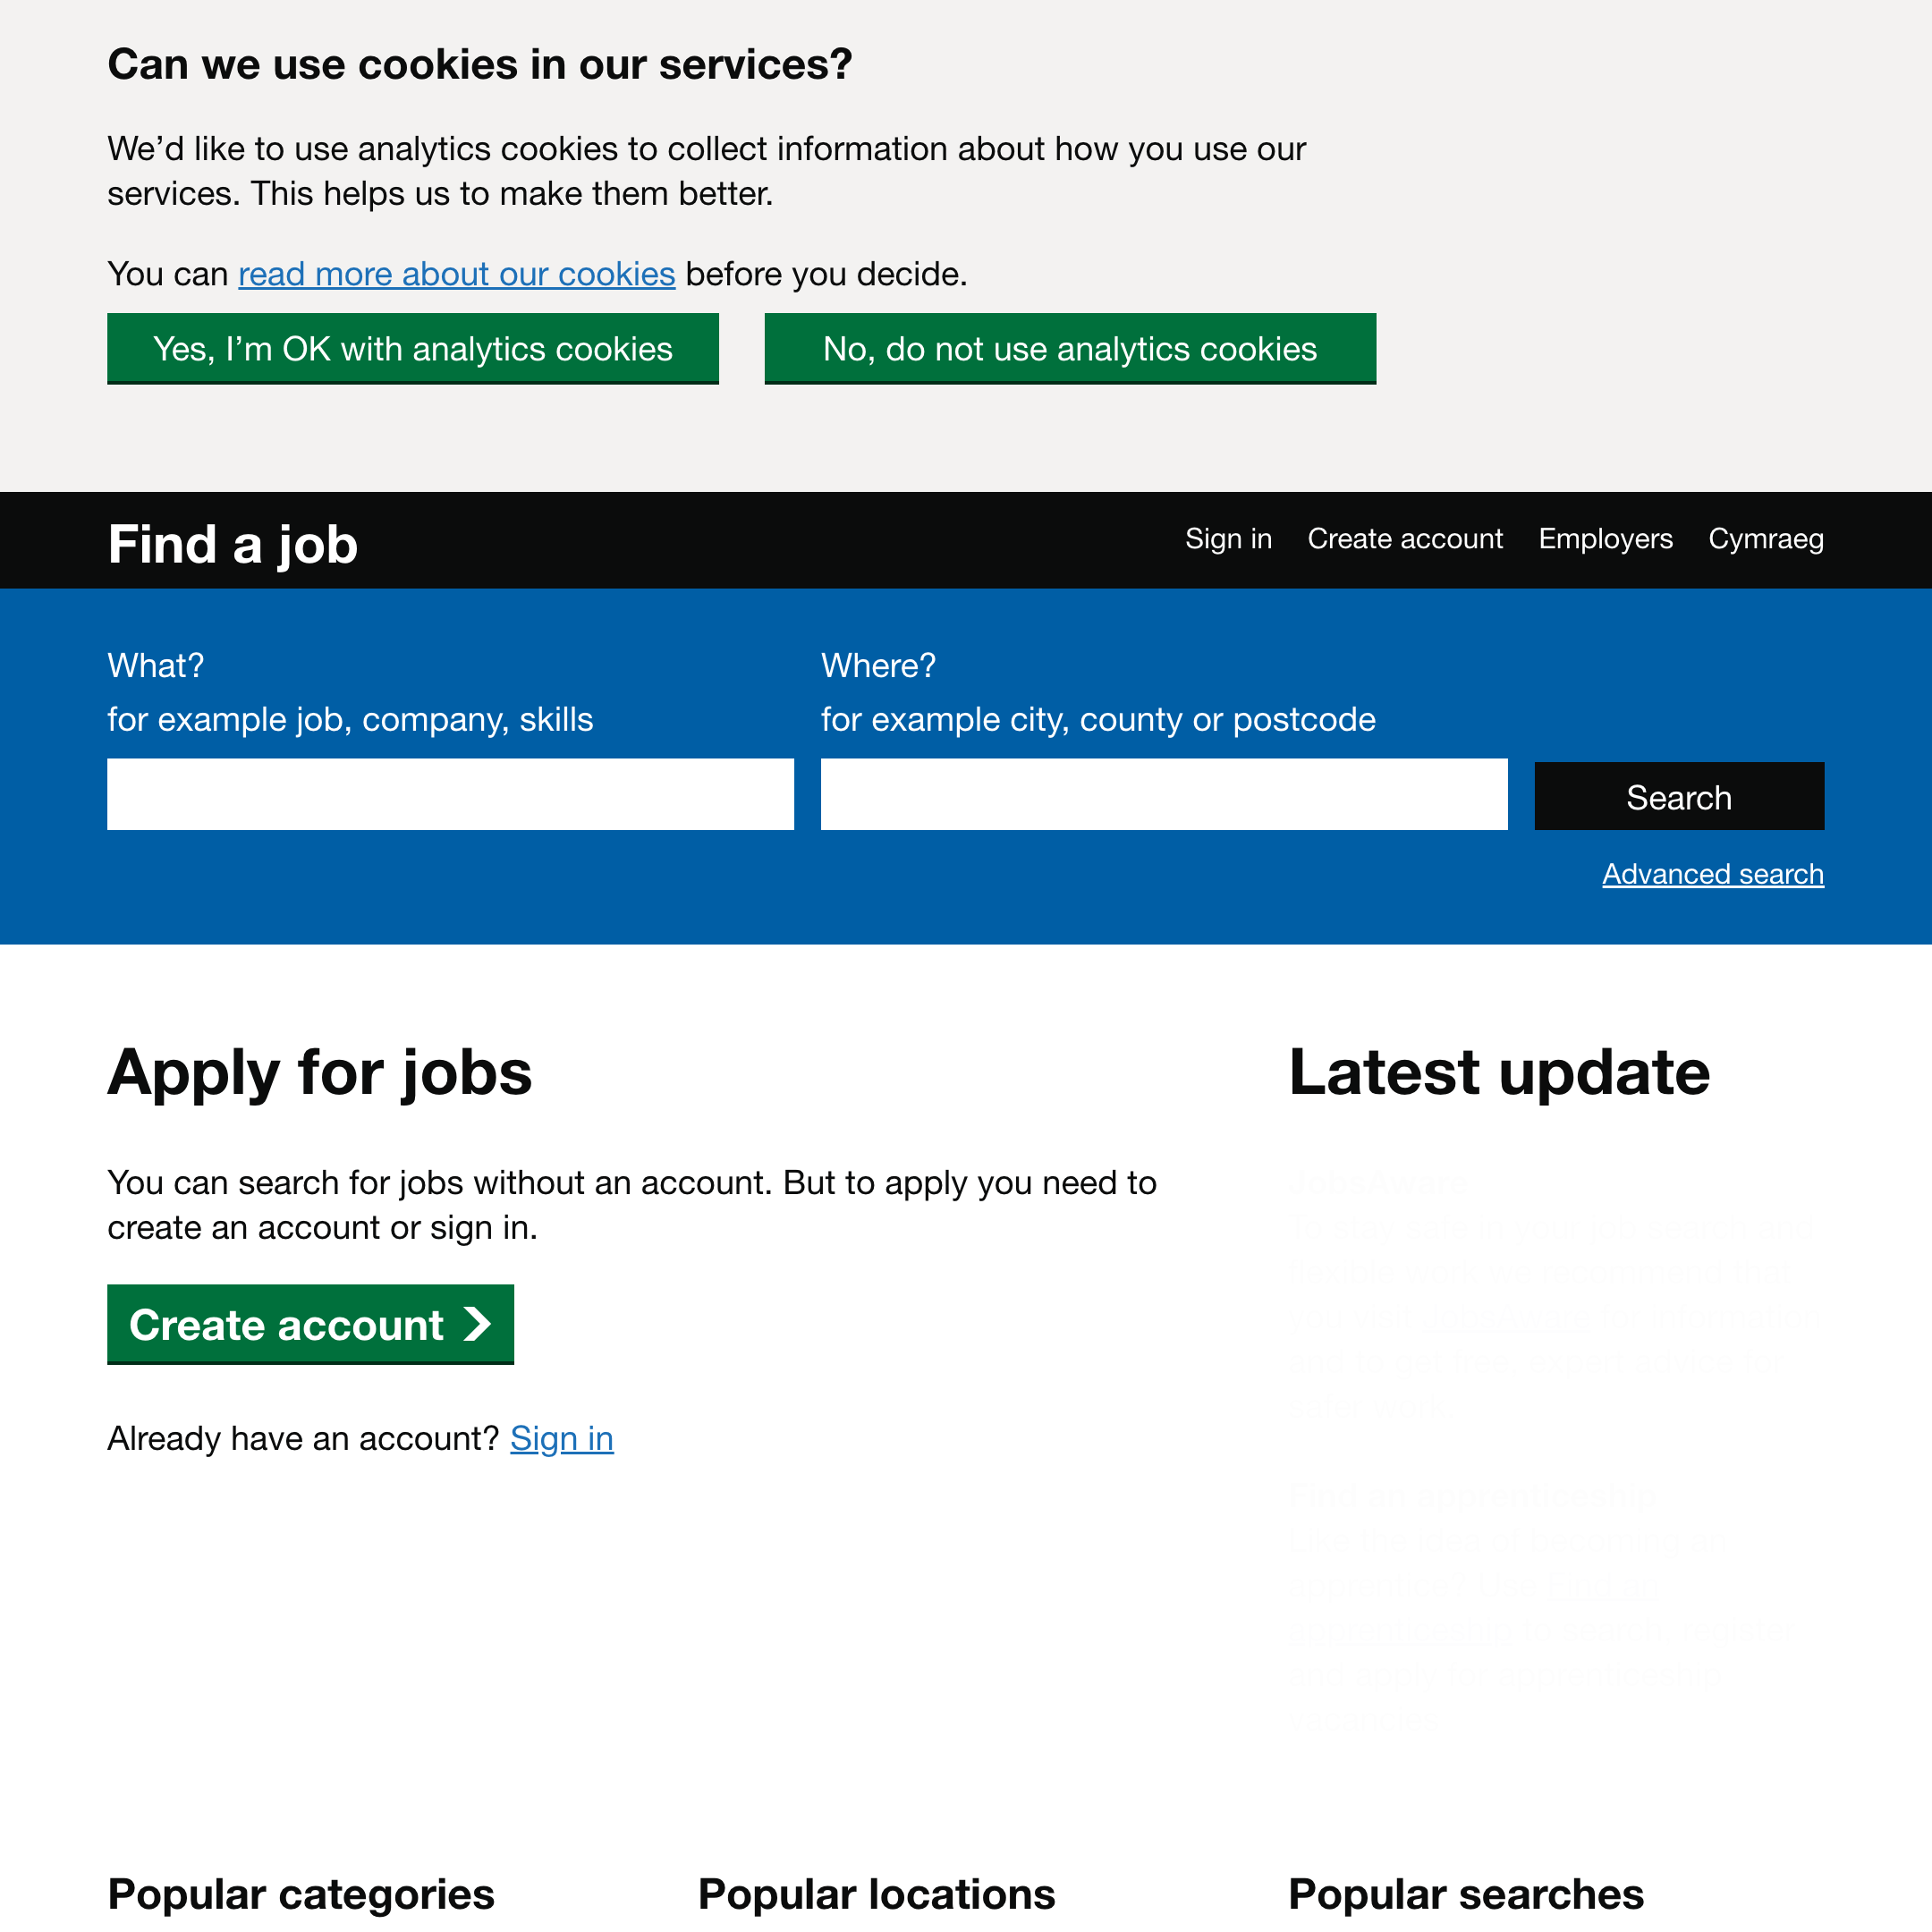 Can we use cookies in our services?
We’d like to use analytics cookies to collect information about how you use our
services. This helps us to make them better.
You can read more about our cookies before you decide.
Yes, I’m OK with analytics cookies
No, do not use analytics cookies
Find a job
Sign in
Create account
Employers
Cymraeg
What?
for example job, company, skills
Where?
for example city, county or postcode
Search
Advanced search
Apply for jobs
You can search for jobs without an account. But to apply you need to
create an account or sign in.
Create account
Already have an account? Sign in
Latest update
Popular categories
Popular locations
Popular searches